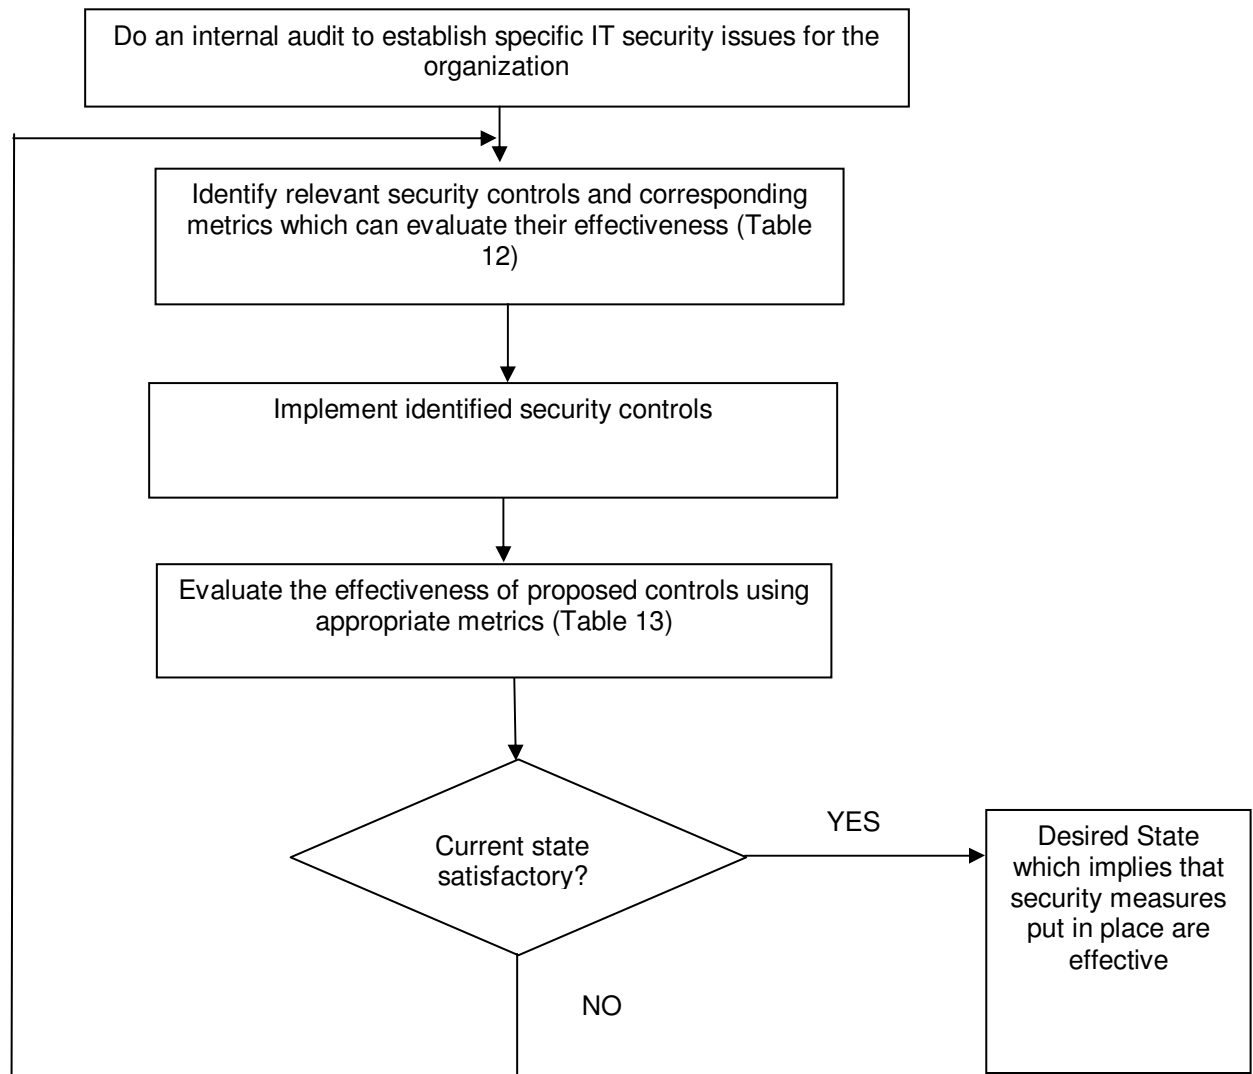 Do an internal audit to establish specific IT security issues for the
organization
Identify relevant security controls and corresponding
metrics which can evaluate their effectiveness (Table
12)
Implement identified security controls
Evaluate the effectiveness of proposed controls using
appropriate metrics (Table 13)
Current state
satisfactory?
YES
Desired State
which implies that
security measures
put in place are
effective
NO